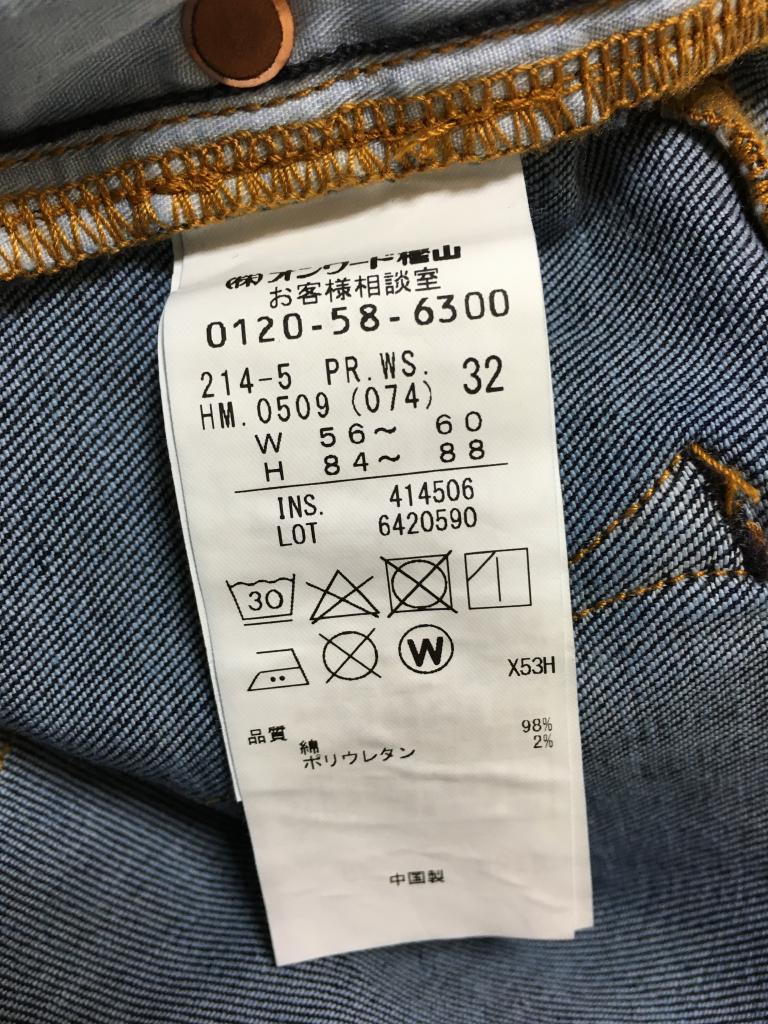 ㈱オンワード樫山
お客様相談室
0120-58-6300
214-5 PR.WS. 32
HM.0509 (074)
W 56~ 60
H 84~ 88
INS. 414506
LOT 6420590
30
W
X53H
品質 綿 98%
ポリウレタン 2%
中国製